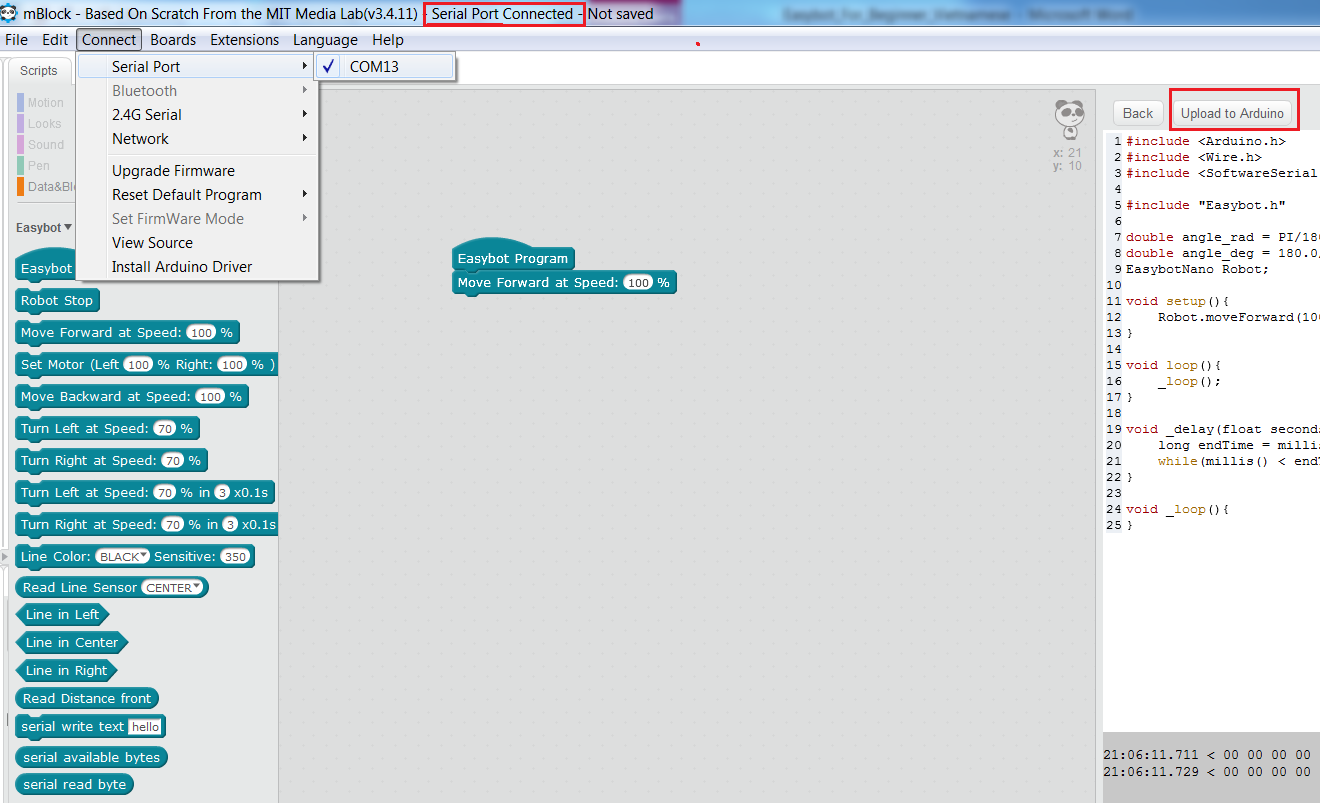 mBlock - Based On Scratch From the MIT Media Lab(v3.4.11) - Serial Port Connected - Not saved
Easybot_For_Beginner_Vietnamese - Microsoft Word
File Edit Connect Boards Extensions Language Help
Scripts
Motion
Looks
Sound
Pen
Data&Bl
Easybot
Serial Port
COM13
Bluetooth
2.4G Serial
Network
Upgrade Firmware
Reset Default Program
Set FirmWare Mode
View Source
Install Arduino Driver
Easybot
Robot Stop
Move Forward at Speed: 100 %
Set Motor (Left 100 % Right: 100 % )
Move Backward at Speed: 100 %
Turn Left at Speed: 70 %
Turn Right at Speed: 70 %
Turn Left at Speed: 70 % in 3 x0.1s
Turn Right at Speed: 70 % in 3 x0.1s
Line Color: BLACK Sensitive: 350
Read Line Sensor CENTER
Line in Left
Line in Center
Line in Right
Read Distance front
serial write text hello
serial available bytes
serial read byte
Easybot Program
Move Forward at Speed: 100 %
x: 21
y: 10
Back Upload to Arduino
1 #include <Arduino.h>
2 #include <Wire.h>
3 #include <SoftwareSerial
4
5 #include "Easybot.h"
6
7 double angle_rad = PI/180
8 double angle_deg = 180.0/
9 EasybotNano Robot;
10
11 void setup(){
12 Robot.moveForward(100
13 }
14
15 void loop(){
16 _loop();
17 }
18
19 void _delay(float seconds
20 long endTime = millis
21 while(millis() < endT
22 }
23
24 void _loop(){
25 }
21:06:11.711 < 00 00 00 00
21:06:11.729 < 00 00 00 00